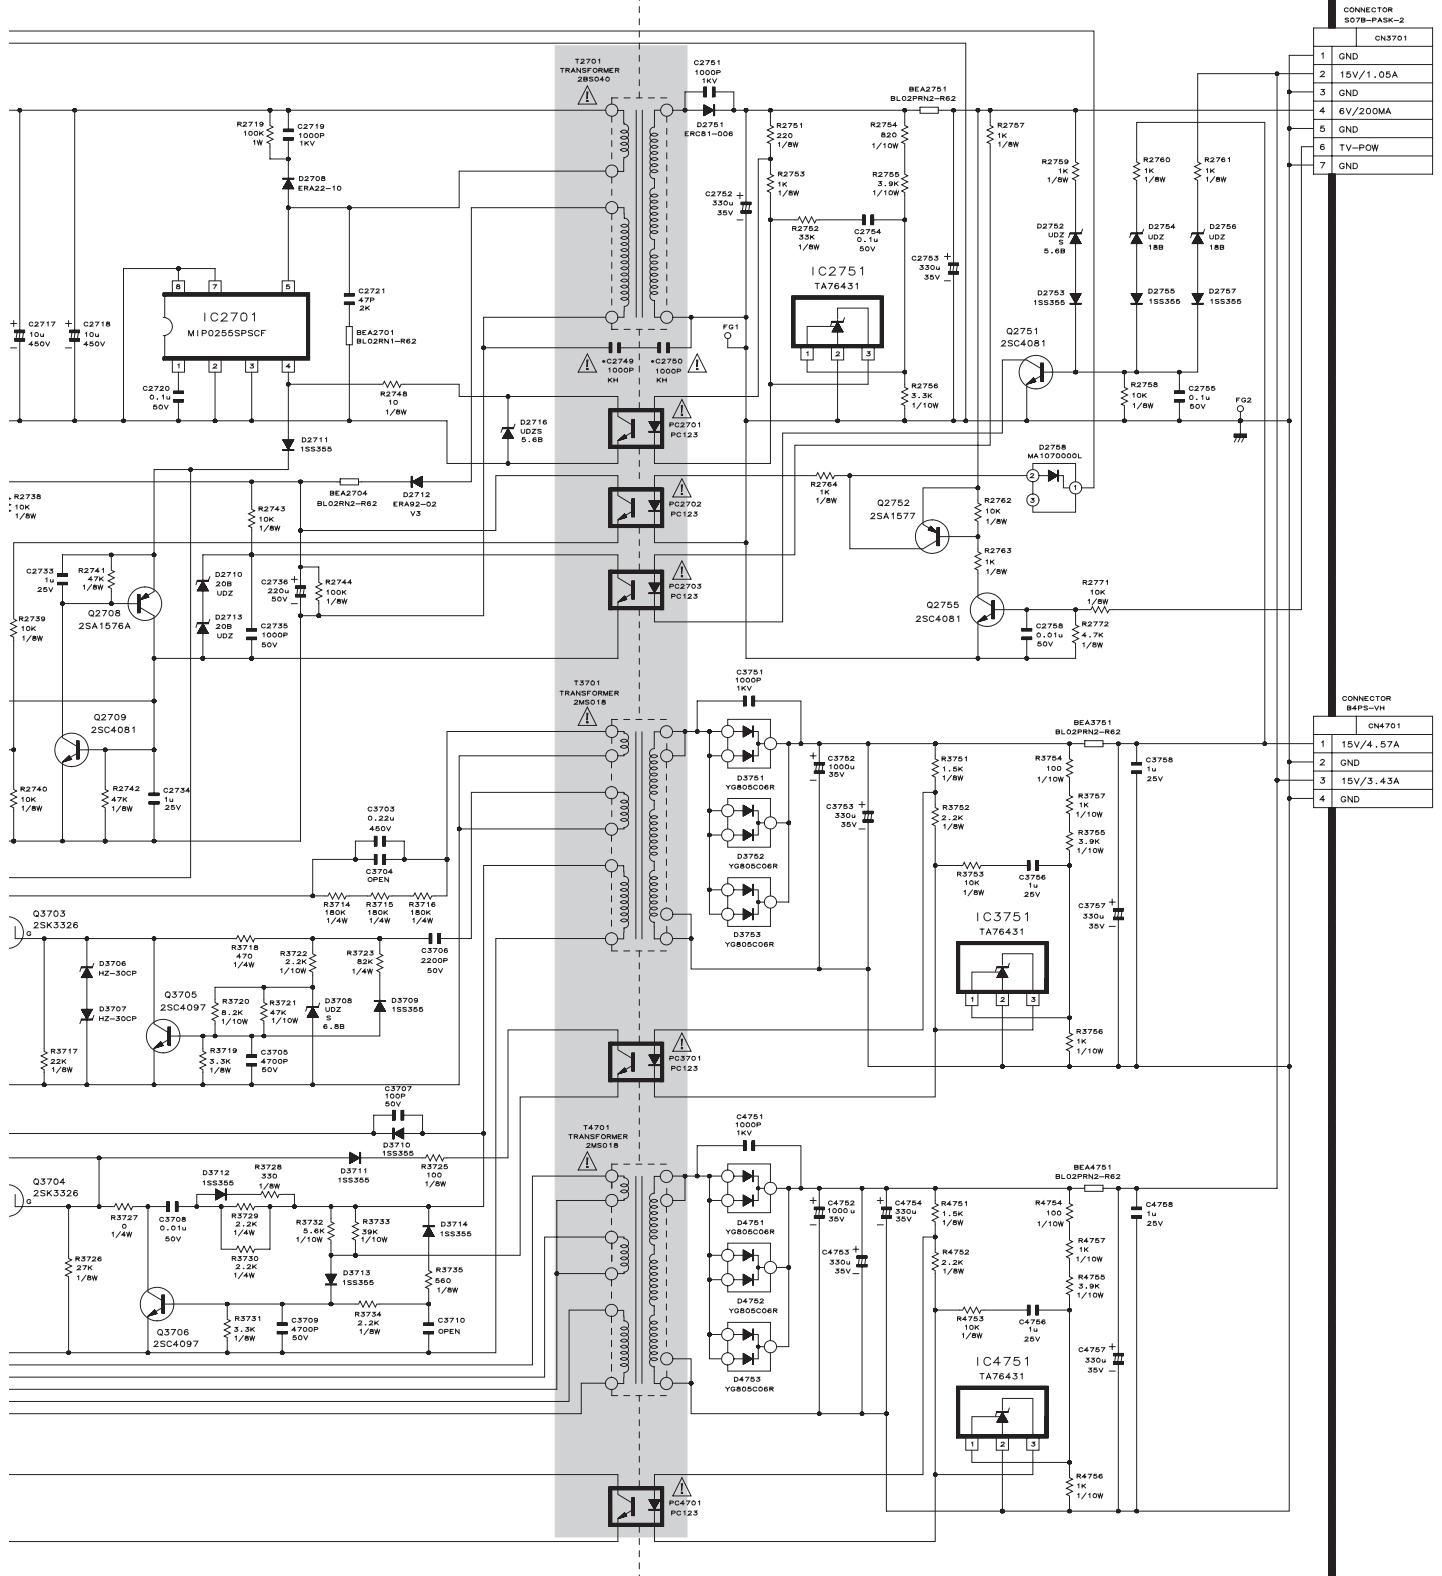 CONNECTOR
S07B-PASK-2
CN3701
1 GND
2 15V/1.05A
3 GND
4 6V/200MA
5 GND
6 TV-POW
7 GND
T2701
TRANSFORMER
2BS040
C2751
1000P
1KV
BEA2751
BL02PRN2-R62
D2751
ERC81-006
R2719
100K
1W
C2719
1000P
1KV
D2708
ERA22-10
R2751
220
1/8W
R2753
1K
1/8W
R2754
820
1/10W
R2755
3.9K
1/10W
R2757
1K
1/8W
R2759
1K
1/8W
R2760
1K
1/8W
R2761
1K
1/8W
C2752
330u
35V
R2752
33K
1/8W
C2754
0.1u
50V
C2753
330u
35V
D2752
UDZ
S
5.6B
D2754
UDZ
18B
D2756
UDZ
18B
IC2751
TA76431
1 2 3
D2753
1SS355
D2755
1SS355
D2757
1SS355
8 7 5
IC2701
MIP0255SPSCF
1 2 3 4
C2717
10u
450V
C2718
10u
450V
C2721
47P
2K
BEA2701
BL02RN1-R62
FG1
Q2751
2SC4081
C2720
0.1u
50V
R2748
10
1/8W
*C2749
1000P
KH
*C2750
1000P
KH
R2756
3.3K
1/10W
R2758
10K
1/8W
C2755
0.1u
50V
FG2
D2711
1SS355
D2716
UDZS
5.6B
PC2701
PC123
D2758
MA1070000L
2 1 3
R2738
10K
1/8W
BEA2704
BL02RN2-R62
D2712
ERA92-02
V3
R2743
10K
1/8W
PC2702
PC123
R2764
1K
1/8W
Q2752
2SA1577
R2762
10K
1/8W
R2763
1K
1/8W
C2733
1u
25V
R2741
47K
1/8W
Q2708
2SA1576A
D2710
20B
UDZ
D2713
20B
UDZ
C2736
220u
50V
R2744
100K
1/8W
C2735
1000P
50V
PC2703
PC123
Q2755
2SC4081
R2771
10K
1/8W
C2758
0.01u
50V
R2772
4.7K
1/8W
R2739
10K
1/8W
T3701
TRANSFORMER
2MS018
C3751
1000P
1KV
CONNECTOR
B4PS-VH
CN4701
1 15V/4.57A
2 GND
3 15V/3.43A
4 GND
Q2709
2SC4081
R2740
10K
1/8W
R2742
47K
1/8W
C2734
1u
25V
D3751
YG805C06R
D3752
YG805C06R
D3753
YG805C06R
C3752
1000u
35V
C3753
330u
35V
BEA3751
BL02PRN2-R62
R3751
1.5K
1/8W
R3752
2.2K
1/8W
R3754
100
1/10W
R3757
1K
1/10W
R3755
3.9K
1/10W
C3758
1u
25V
C3703
0.22u
450V
C3704
OPEN
R3714
180K
1/4W
R3715
180K
1/4W
R3716
180K
1/4W
R3753
10K
1/8W
C3756
1u
25V
C3757
330u
35V
IC3751
TA76431
1 2 3
R3756
1K
1/10W
Q3703
2SK3326
G
R3718
470
1/4W
R3722
2.2K
1/10W
R3723
82K
1/4W
C3706
2200P
50V
D3706
HZ-30CP
D3707
HZ-30CP
Q3705
2SC4097
R3720
8.2K
1/10W
R3721
47K
1/10W
D3708
UDZ
S
6.8B
D3709
1SS355
R3717
22K
1/8W
R3719
3.3K
1/8W
C3705
4700P
50V
PC3701
PC123
C3707
100P
50V
D3710
1SS355
D3711
1SS355
R3725
100
1/8W
T4701
TRANSFORMER
2MS018
C4751
1000P
1KV
Q3704
2SK3326
G
D3712
1SS355
R3728
330
1/8W
R3727
0
1/4W
C3708
0.01u
50V
R3729
2.2K
1/4W
R3730
2.2K
1/4W
R3732
5.6K
1/10W
R3733
39K
1/10W
D3714
1SS355
D3713
1SS355
R3735
560
1/8W
R3726
27K
1/8W
Q3706
2SC4097
R3731
3.3K
1/8W
C3709
4700P
50V
R3734
2.2K
1/8W
C3710
OPEN
D4751
YG805C06R
D4752
YG805C06R
D4753
YG805C06R
C4752
1000u
35V
C4754
330u
35V
C4753
330u
35V
BEA4751
BL02PRN2-R62
R4751
1.5K
1/8W
R4752
2.2K
1/8W
R4754
100
1/10W
R4757
1K
1/10W
R4755
3.9K
1/10W
C4758
1u
25V
R4753
10K
1/8W
C4756
1u
25V
C4757
330u
35V
IC4751
TA76431
1 2 3
R4756
1K
1/10W
PC4701
PC123